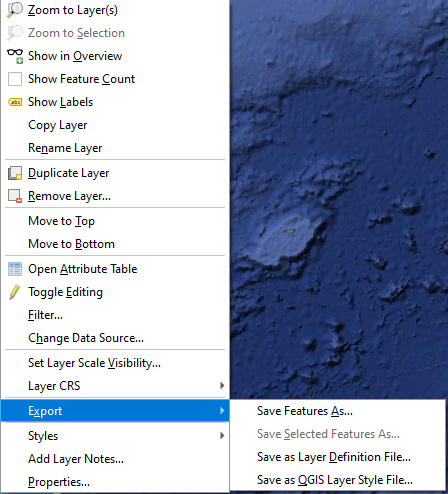 Zoom to Layer(s)
Zoom to Selection
Show in Overview
Show Feature Count
abc Show Labels
Copy Layer
Rename Layer
Duplicate Layer
Remove Layer...
Move to Top
Move to Bottom
Open Attribute Table
Toggle Editing
Filter...
Change Data Source...
Set Layer Scale Visibility...
Layer CRS
Export
Styles
Add Layer Notes...
Properties...
Save Features As...
Save Selected Features As...
Save as Layer Definition File...
Save as QGIS Layer Style File...